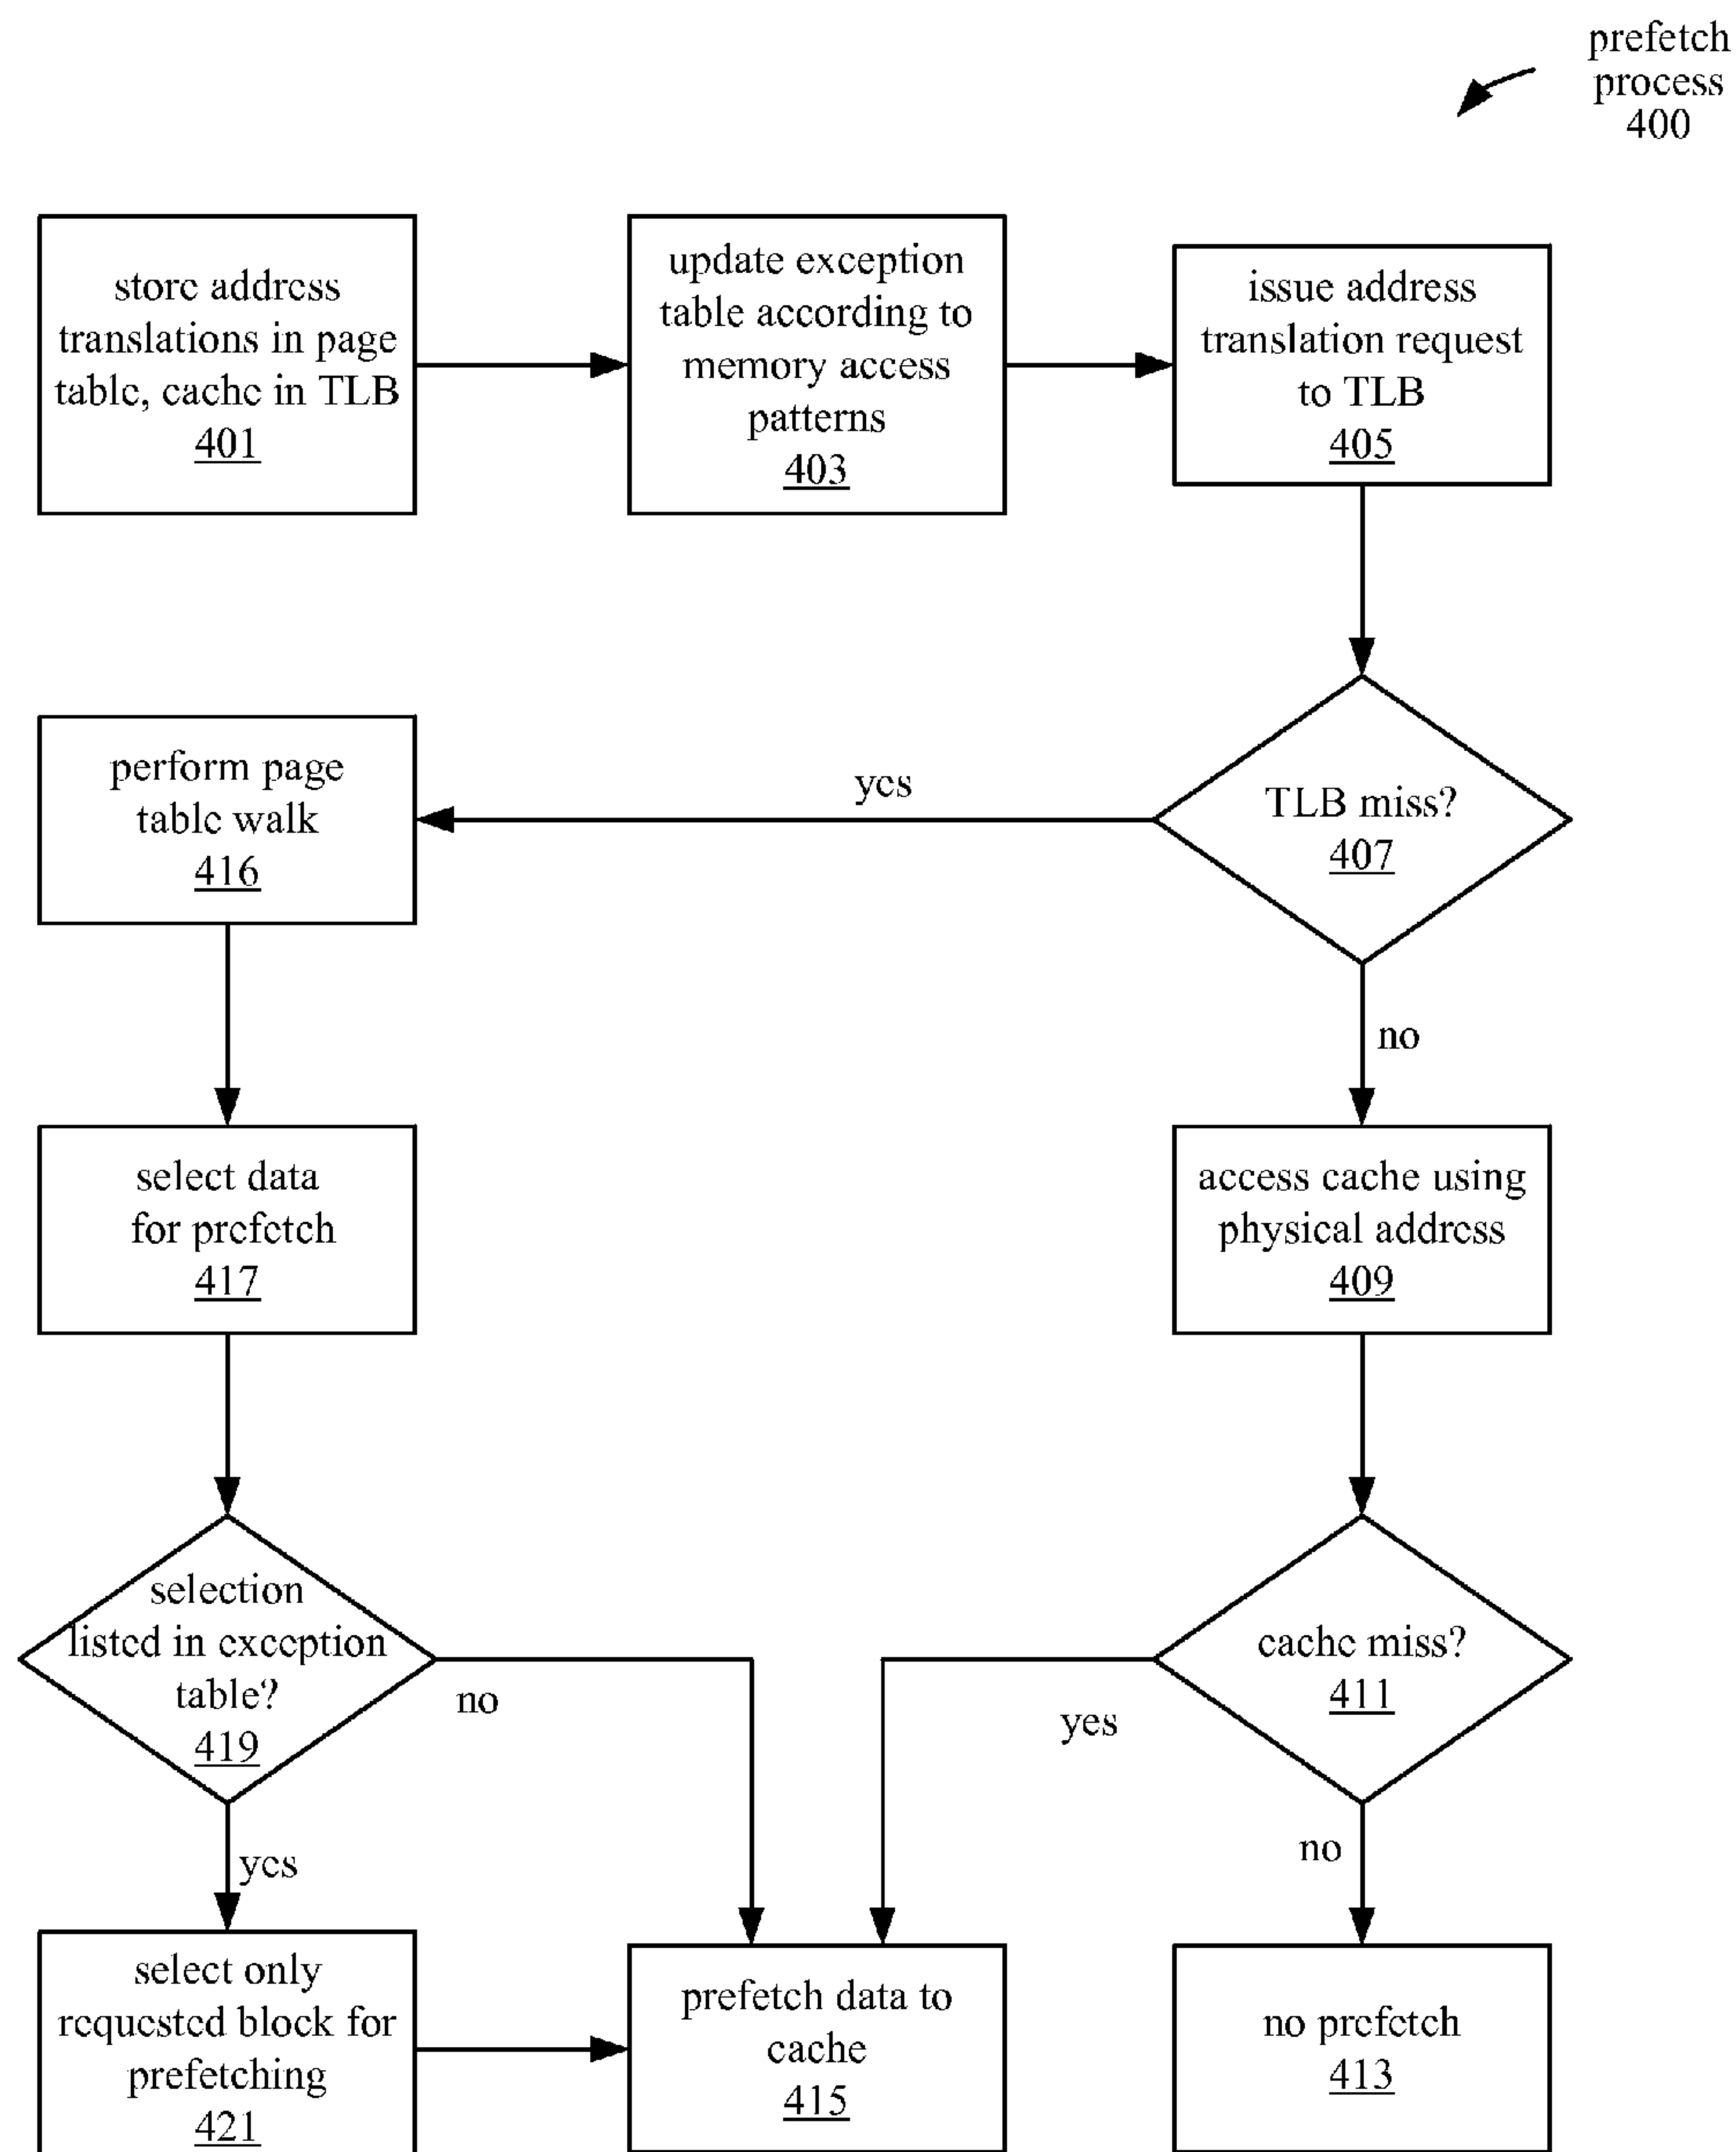 prefetch
process
400
store address
translations in page
table, cache in TLB
401
update exception
table according to
memory access
patterns
403
issue address
translation request
to TLB
405
perform page
table walk
416
yes
TLB miss?
407
no
select data
for prefetch
417
access cache using
physical address
409
selection
listed in exception
table?
419
no
yes
cache miss?
411
yes
no
select only
requested block for
prefetching
421
prefetch data to
cache
415
no prefetch
413